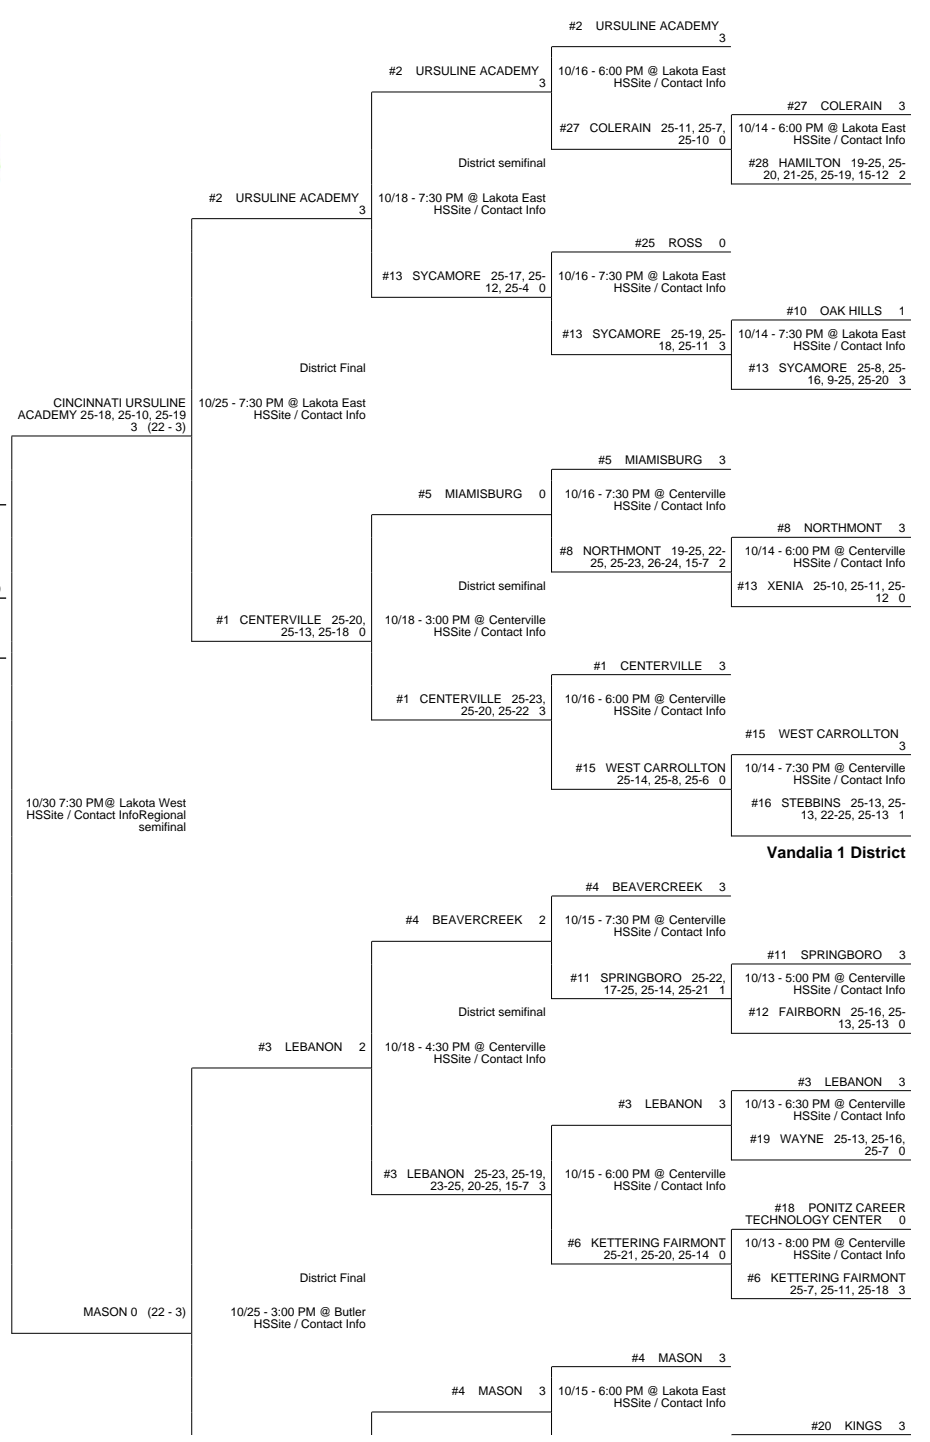 #2 URSULINE ACADEMY
3
#2 URSULINE ACADEMY
3
10/16 - 6:00 PM @ Lakota East
HSSite / Contact Info
#27 COLERAIN 3
#27 COLERAIN 25-11, 25-7,
25-10 0
10/14 - 6:00 PM @ Lakota East
HSSite / Contact Info
District semifinal
#28 HAMILTON 19-25, 25-
20, 21-25, 25-19, 15-12 2
#2 URSULINE ACADEMY
3
10/18 - 7:30 PM @ Lakota East
HSSite / Contact Info
#25 ROSS 0
#13 SYCAMORE 25-17, 25-
12, 25-4 0
10/16 - 7:30 PM @ Lakota East
HSSite / Contact Info
#10 OAK HILLS 1
#13 SYCAMORE 25-19, 25-
18, 25-11 3
10/14 - 7:30 PM @ Lakota East
HSSite / Contact Info
District Final
#13 SYCAMORE 25-8, 25-
16, 9-25, 25-20 3
CINCINNATI URSULINE
ACADEMY 25-18, 25-10, 25-19
3 (22 - 3)
10/25 - 7:30 PM @ Lakota East
HSSite / Contact Info
#5 MIAMISBURG 3
#5 MIAMISBURG 0
10/16 - 7:30 PM @ Centerville
HSSite / Contact Info
#8 NORTHMONT 3
#8 NORTHMONT 19-25, 22-
25, 25-23, 26-24, 15-7 2
10/14 - 6:00 PM @ Centerville
HSSite / Contact Info
District semifinal
#13 XENIA 25-10, 25-11, 25-
12 0
#1 CENTERVILLE 25-20,
25-13, 25-18 0
10/18 - 3:00 PM @ Centerville
HSSite / Contact Info
#1 CENTERVILLE 3
#1 CENTERVILLE 25-23,
25-20, 25-22 3
10/16 - 6:00 PM @ Centerville
HSSite / Contact Info
#15 WEST CARROLLTON
3
#15 WEST CARROLLTON
25-14, 25-8, 25-6 0
10/14 - 7:30 PM @ Centerville
HSSite / Contact Info
10/30 7:30 PM@ Lakota West
HSSite / Contact InfoRegional
semifinal
#16 STEBBINS 25-13, 25-
13, 22-25, 25-13 1
Vandalia 1 District
#4 BEAVERCREEK 3
#4 BEAVERCREEK 2
10/15 - 7:30 PM @ Centerville
HSSite / Contact Info
#11 SPRINGBORO 3
#11 SPRINGBORO 25-22,
17-25, 25-14, 25-21 1
10/13 - 5:00 PM @ Centerville
HSSite / Contact Info
District semifinal
#12 FAIRBORN 25-16, 25-
13, 25-13 0
#3 LEBANON 2
10/18 - 4:30 PM @ Centerville
HSSite / Contact Info
#3 LEBANON 3
#3 LEBANON 3
10/13 - 6:30 PM @ Centerville
HSSite / Contact Info
#19 WAYNE 25-13, 25-16,
25-7 0
#3 LEBANON 25-23, 25-19,
23-25, 20-25, 15-7 3
10/15 - 6:00 PM @ Centerville
HSSite / Contact Info
#18 PONITZ CAREER
TECHNOLOGY CENTER 0
#6 KETTERING FAIRMONT
25-21, 25-20, 25-14 0
10/13 - 8:00 PM @ Centerville
HSSite / Contact Info
District Final
#6 KETTERING FAIRMONT
25-7, 25-11, 25-18 3
MASON 0 (22 - 3)
10/25 - 3:00 PM @ Butler
HSSite / Contact Info
#4 MASON 3
#4 MASON 3
10/15 - 6:00 PM @ Lakota East
HSSite / Contact Info
#20 KINGS 3